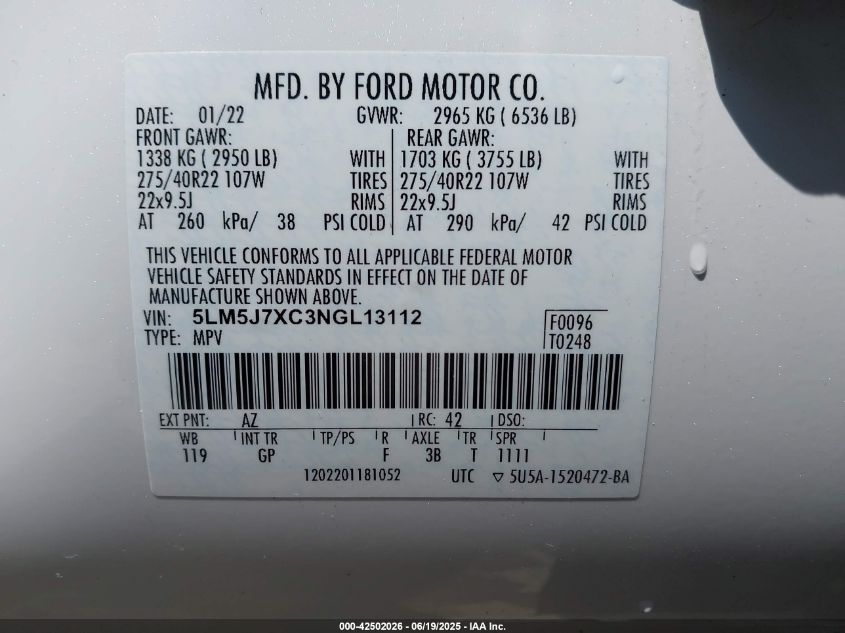 MFD. BY FORD MOTOR CO.
DATE: 01/22 GVWR: 2965 KG ( 6536 LB)
FRONT GAWR: REAR GAWR:
1338 KG ( 2950 LB) WITH 1703 KG ( 3755 LB) WITH
275/40R22 107W TIRES 275/40R22 107W TIRES
22x9.5J RIMS 22x9.5J RIMS
AT 260 kPa/ 38 PSI COLD AT 290 kPa/ 42 PSI COLD
THIS VEHICLE CONFORMS TO ALL APPLICABLE FEDERAL MOTOR
VEHICLE SAFETY STANDARDS IN EFFECT ON THE DATE OF
MANUFACTURE SHOWN ABOVE.
VIN: 5LM5J7XC3NGL13112 F0096
TYPE: MPV T0248
EXT PNT: AZ RC: 42 DSO:
WB INT TR TP/PS R AXLE TR SPR
119 GP F 3B T 1111
1202201181052 UTC ▽ 5U5A-1520472-BA
000-42502026 - 06/19/2025 - IAA Inc.